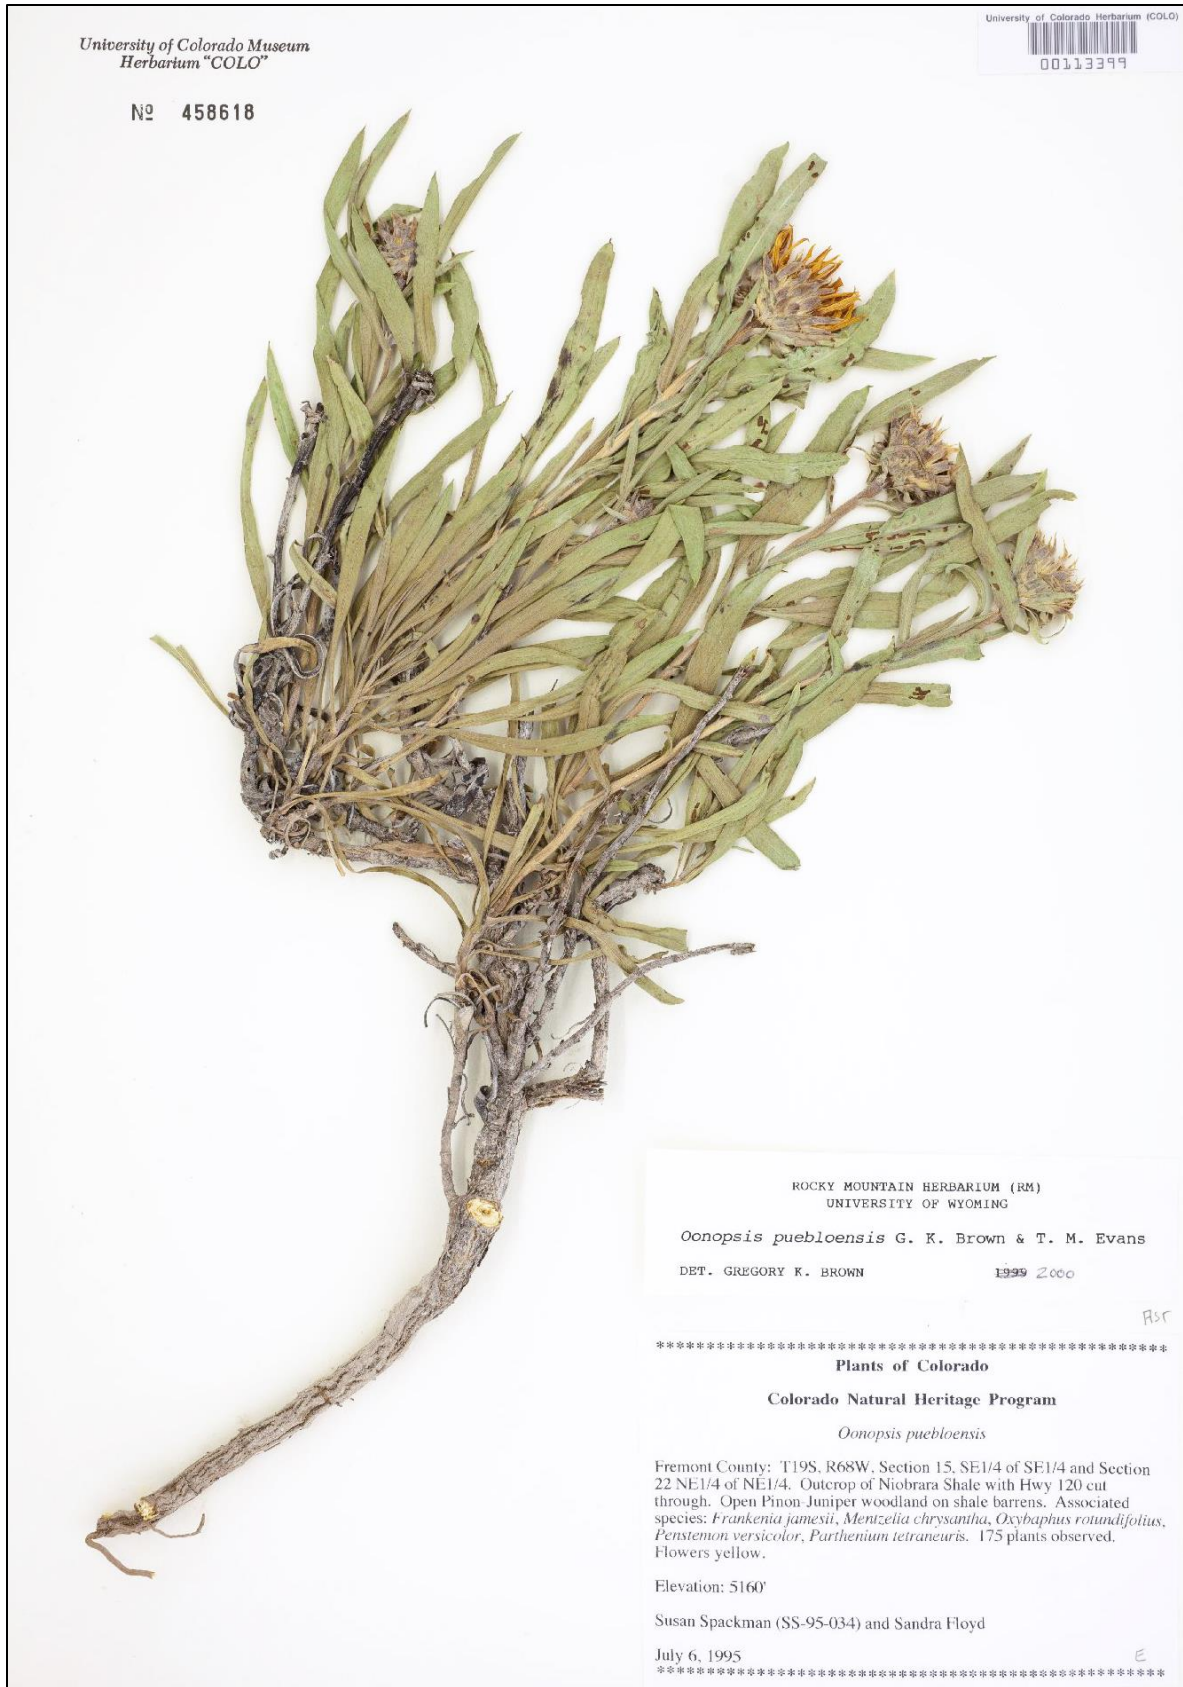 University of Colorado Museum
Herbarium "COLO"
Nº 458618
University of Colorado Herbarium (COLO)
00113399
ROCKY MOUNTAIN HERBARIUM (RM)
UNIVERSITY OF WYOMING
Oonopsis puebloensis G. K. Brown & T. M. Evans
DET. GREGORY K. BROWN 1999 2000
Ast
**************************************************
Plants of Colorado
Colorado Natural Heritage Program
Oonopsis puebloensis
Fremont County: T19S, R68W, Section 15, SE1/4 of SE1/4 and Section
22 NE1/4 of NE1/4. Outcrop of Niobrara Shale with Hwy 120 cut
through. Open Pinon-Juniper woodland on shale barrens. Associated
species: Frankenia jamesii, Mentzelia chrysantha, Oxybaphus rotundifolius,
Penstemon versicolor, Parthenium tetraneuris. 175 plants observed.
Flowers yellow.
Elevation: 5160'
Susan Spackman (SS-95-034) and Sandra Floyd
July 6, 1995
E
**************************************************